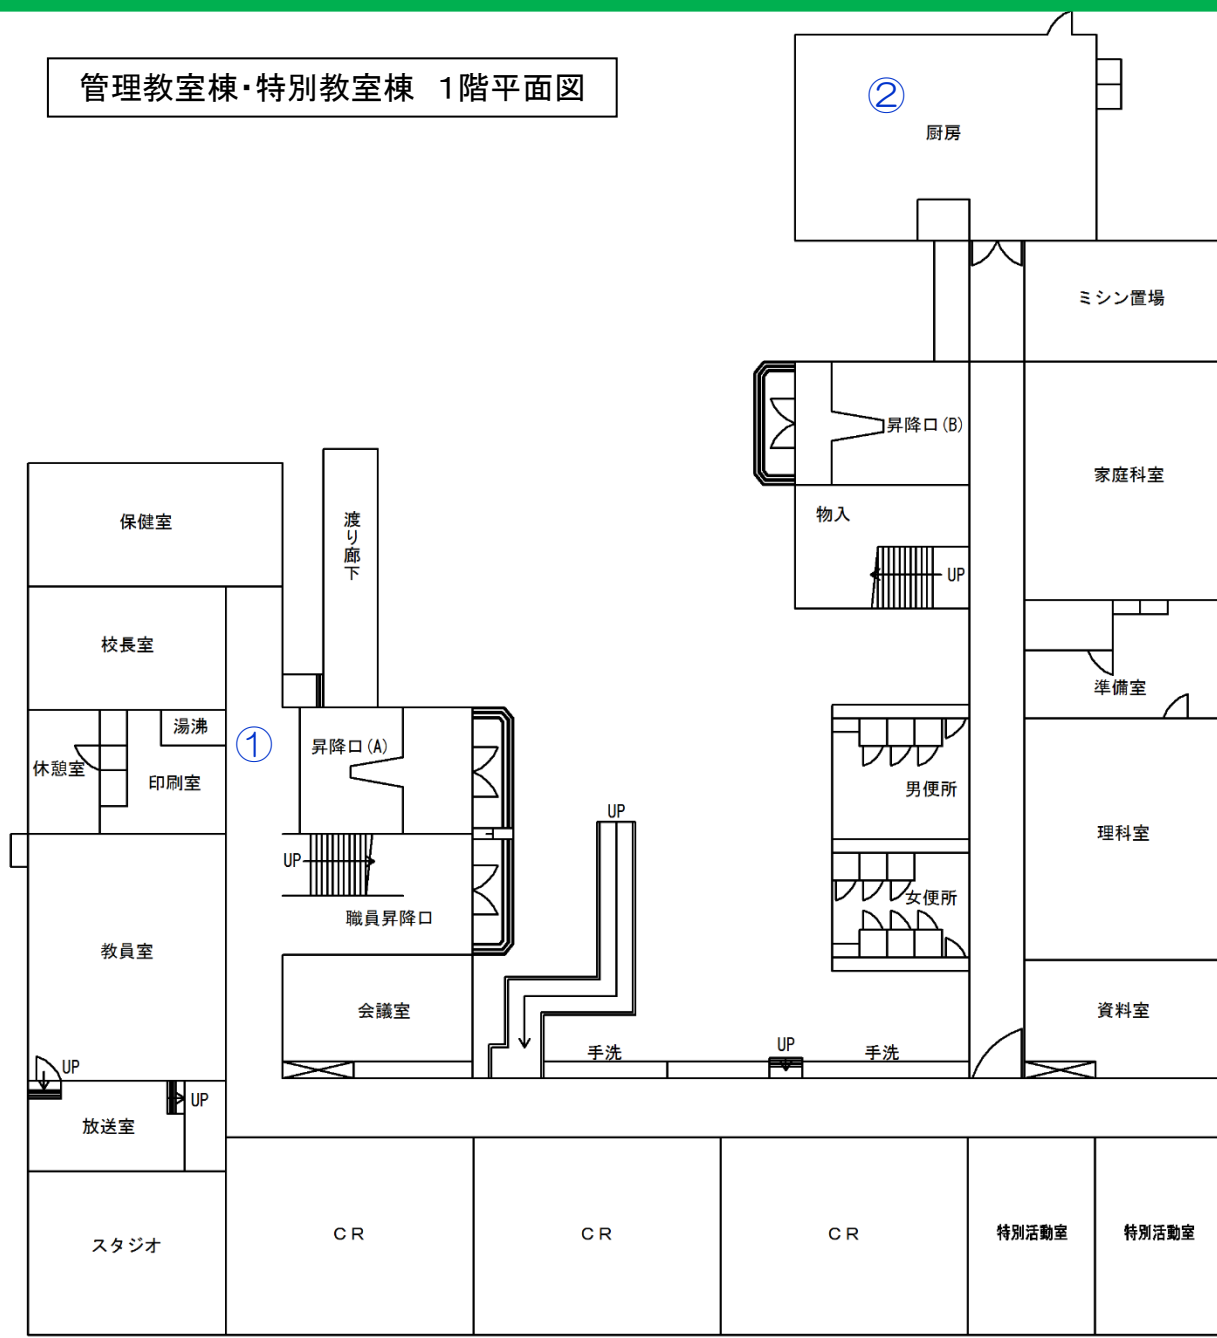 管理教室棟･特別教室棟 1階平面図
②
厨房
ミシン置場
昇降口(B)
家庭科室
物入
UP
保健室
渡り廊下
校長室
準備室
湯沸
①
昇降口(A)
休憩室
印刷室
男便所
UP
理科室
UP
女便所
職員昇降口
教員室
会議室
資料室
手洗
UP
手洗
UP
UP
放送室
CR
CR
CR
特別活動室
特別活動室
スタジオ